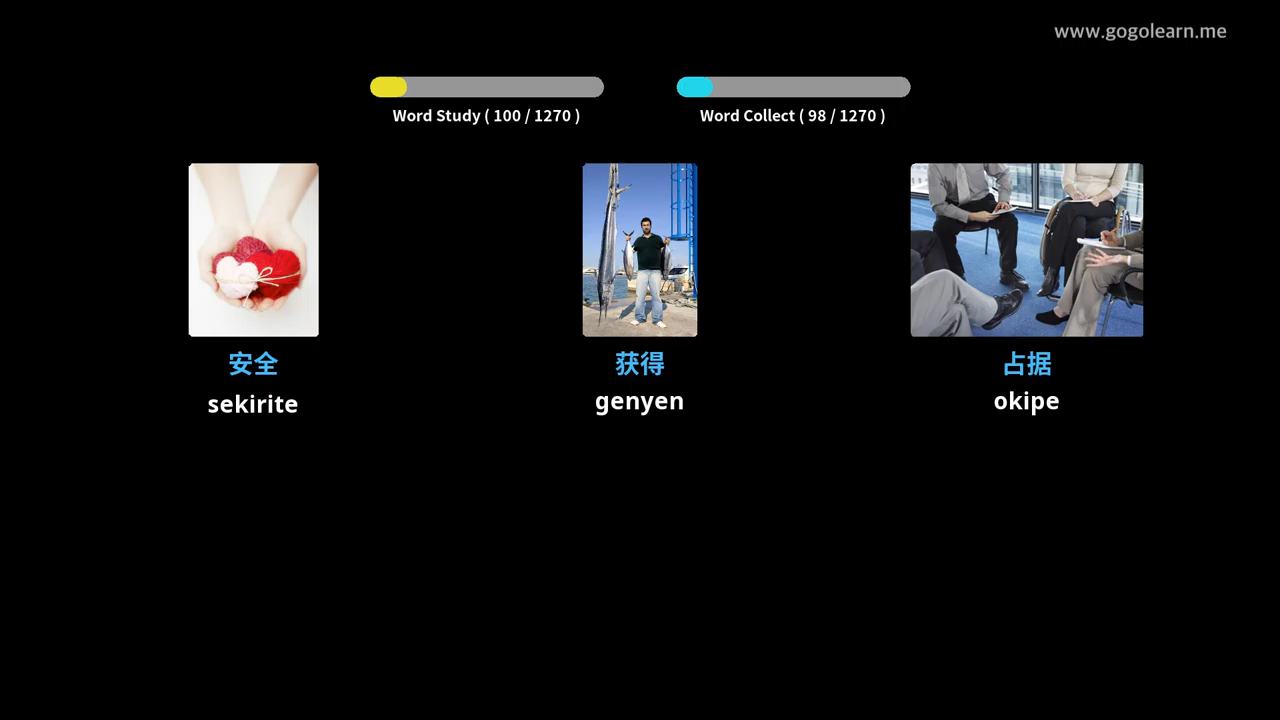 www.gogolearn.me
Word Study ( 100 / 1270 )
Word Collect ( 98 / 1270 )
安全
获得
占据
sekirite
genyen
okipe